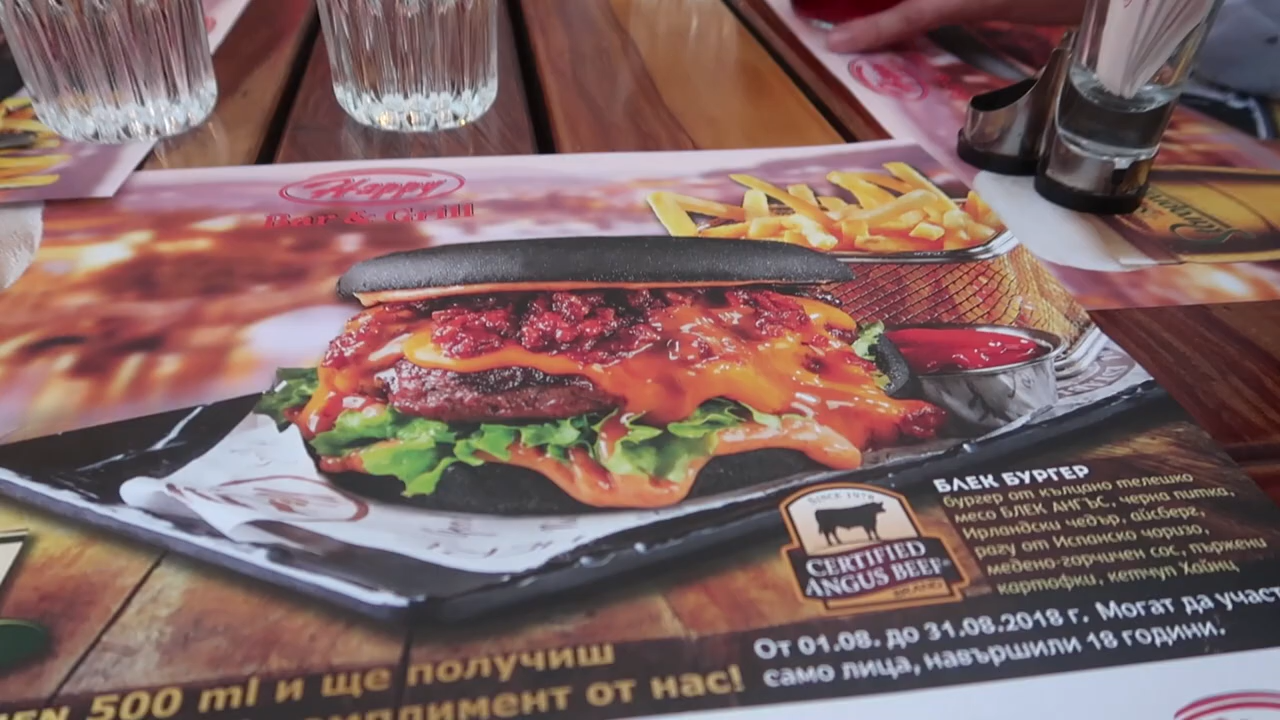 Happy
Bar & Grill
БЛЕК БУРГЕР
бургер от кълцано телешко
месо БЛЕК АНГЪС, черна питка,
Ирландски чедър, айсберг,
рагу от Испанско чоризо,
медено-горчичен сос, пържени
картофки, кетчуп Хайнц
SINCE 1978
CERTIFIED
ANGUS BEEF®
BRAND
От 01.08. до 31.08.2018 г. Могат да участ
само лица, навършили 18 години.
500 ml и ще получиш
от нас!